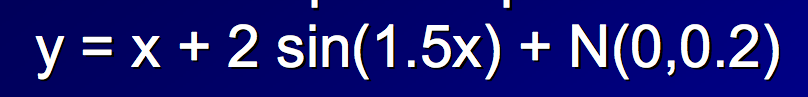 y = x + 2 sin(1.5x) + N(0,0.2)